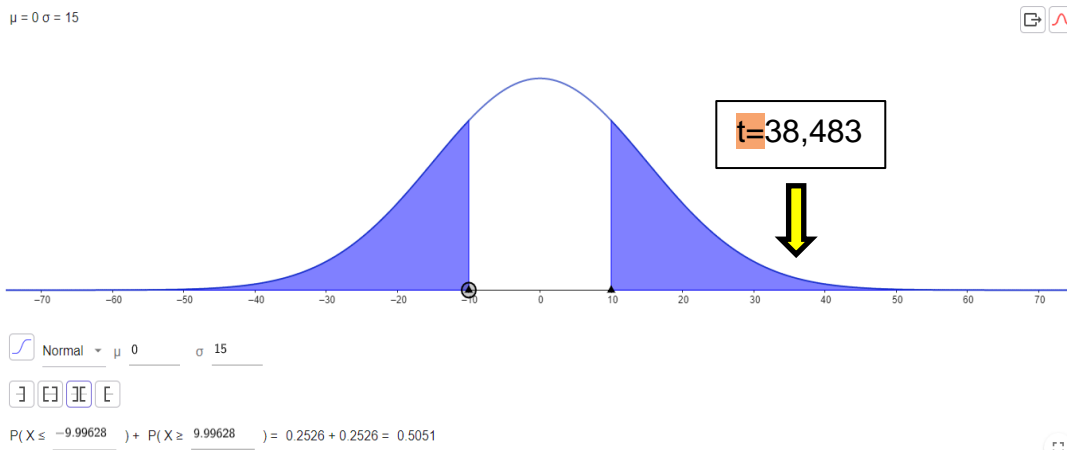 μ = 0 σ = 15
t=38,483
−70 −60 −50 −40 −30 −20 −10 0 10 20 30 40 50 60 70
Normal μ 0 σ 15
P( X ≤ −9.99628 ) + P( X ≥ 9.99628 ) = 0.2526 + 0.2526 = 0.5051